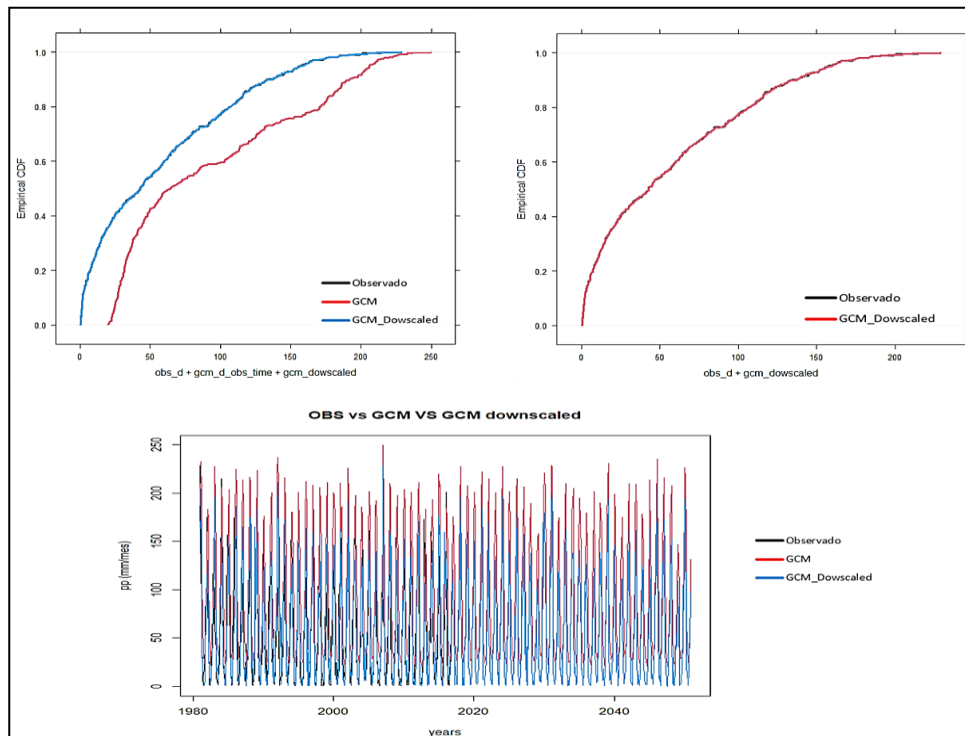 1.0
0.8
0.6
0.4
0.2
0.0
Empirical CDF
Observado
GCM
GCM_Dowscaled
0
50
100
150
200
250
obs_d + gcm_d_obs_time + gcm_dowscaled
1.0
0.8
0.6
0.4
0.2
0.0
Empirical CDF
Observado
GCM_Dowscaled
0
50
100
150
200
obs_d + gcm_dowscaled
OBS vs GCM VS GCM downscaled
250
200
150
100
50
0
pp (mm/mes)
Observado
GCM
GCM_Dowscaled
1980
2000
2020
2040
years